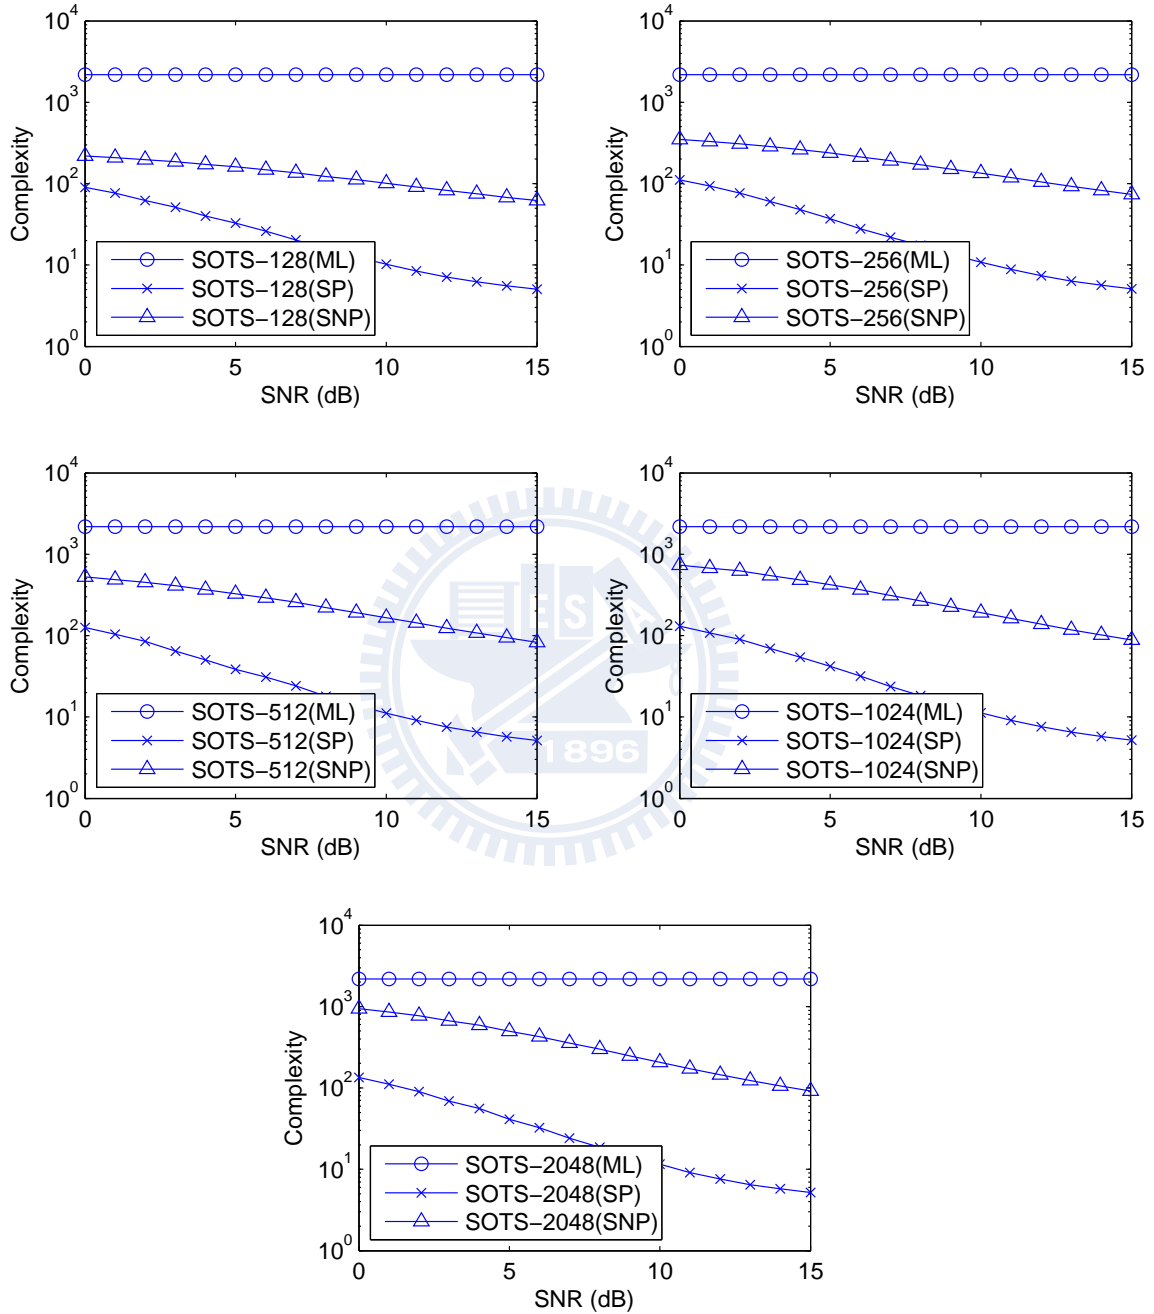 10^4
10^3
10^2
10^1
10^0
Complexity
SOTS−128(ML)
SOTS−128(SP)
SOTS−128(SNP)
0 5 10 15
SNR (dB)
10^4
10^3
10^2
10^1
10^0
Complexity
SOTS−256(ML)
SOTS−256(SP)
SOTS−256(SNP)
0 5 10 15
SNR (dB)
10^4
10^3
10^2
10^1
10^0
Complexity
SOTS−512(ML)
SOTS−512(SP)
SOTS−512(SNP)
0 5 10 15
SNR (dB)
10^4
10^3
10^2
10^1
10^0
Complexity
SOTS−1024(ML)
SOTS−1024(SP)
SOTS−1024(SNP)
0 5 10 15
SNR (dB)
ESA
1896
10^4
10^3
10^2
10^1
10^0
Complexity
SOTS−2048(ML)
SOTS−2048(SP)
SOTS−2048(SNP)
0 5 10 15
SNR (dB)